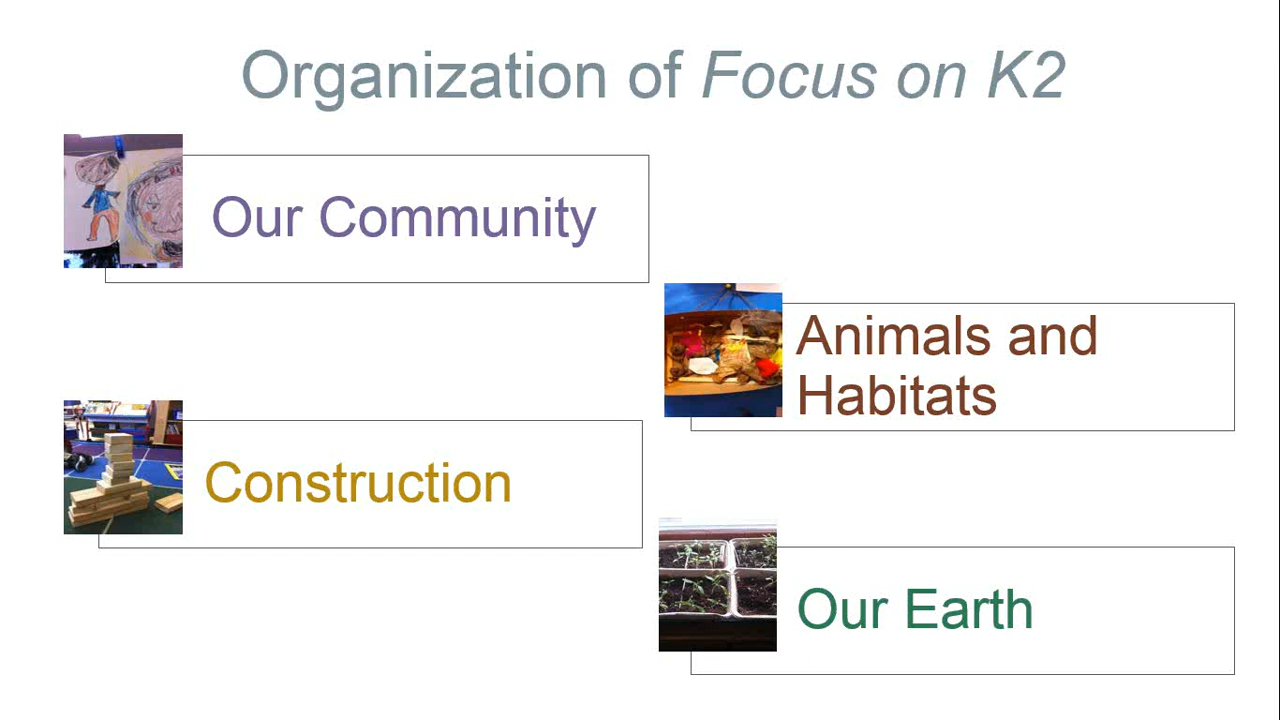 Organization of Focus on K2
Our Community
Animals and
Habitats
Construction
Our Earth